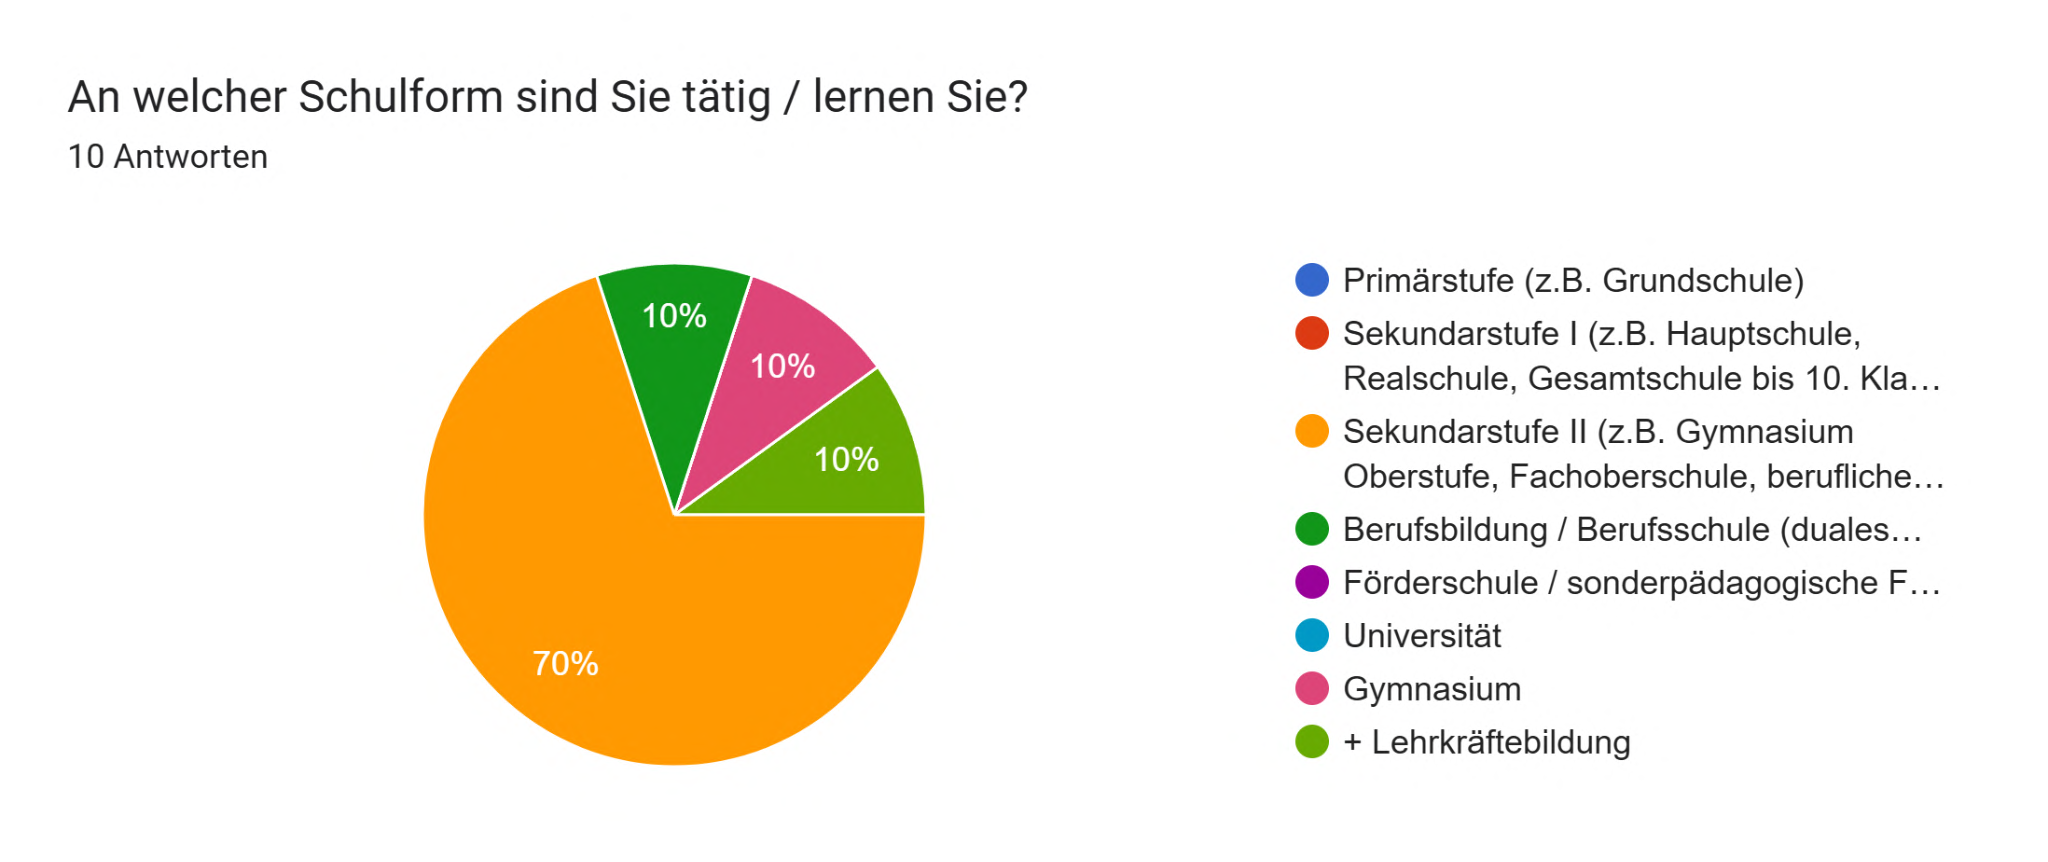 An welcher Schulform sind Sie tätig / lernen Sie?
10 Antworten
10%
10%
10%
70%
Primärstufe (z.B. Grundschule)
Sekundarstufe I (z.B. Hauptschule,
Realschule, Gesamtschule bis 10. Kla…
Sekundarstufe II (z.B. Gymnasium
Oberstufe, Fachoberschule, berufliche…
Berufsbildung / Berufsschule (duales…
Förderschule / sonderpädagogische F…
Universität
Gymnasium
+ Lehrkräftebildung